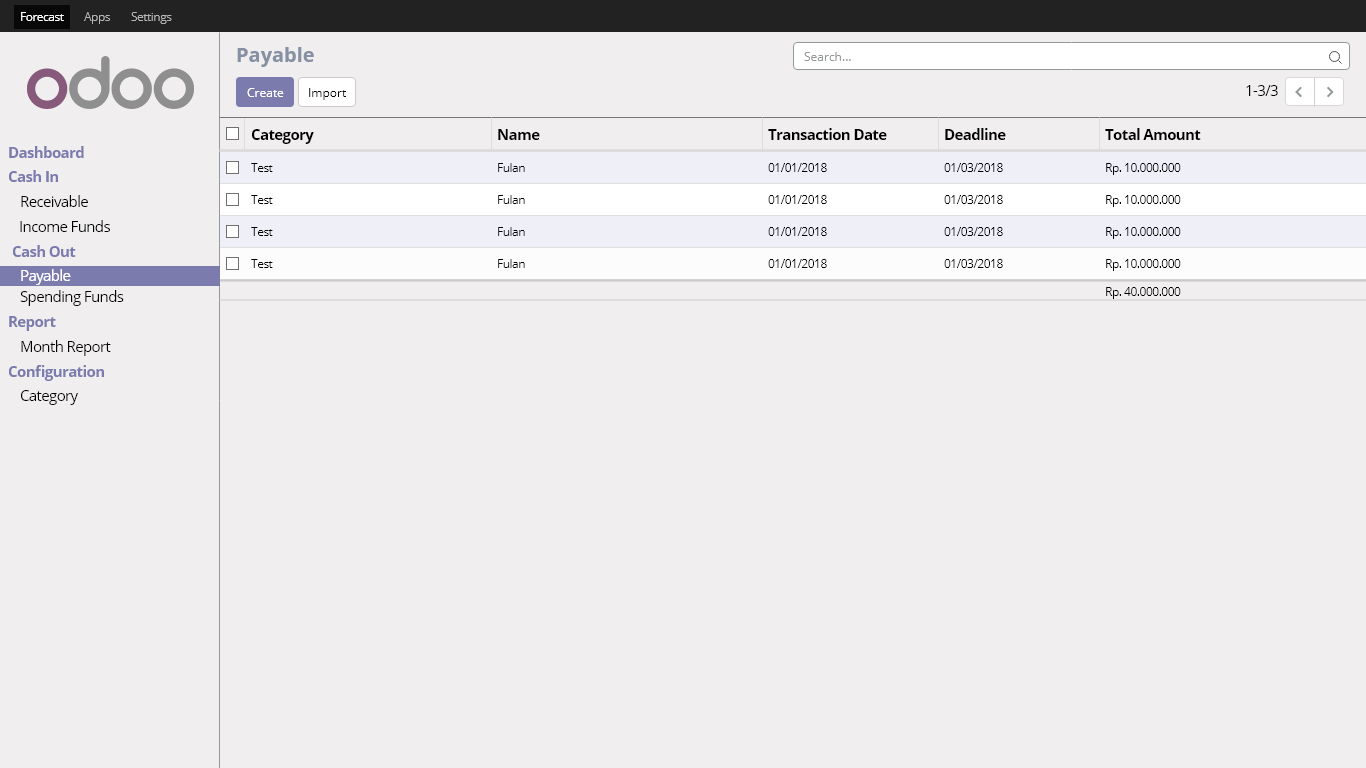 Forecast Apps Settings
odoo
Dashboard
Cash In
Receivable
Income Funds
Cash Out
Payable
Spending Funds
Report
Month Report
Configuration
Category
Payable
Search...
Create Import
1-3/3
Category Name Transaction Date Deadline Total Amount
Test Fulan 01/01/2018 01/03/2018 Rp. 10.000.000
Test Fulan 01/01/2018 01/03/2018 Rp. 10.000.000
Test Fulan 01/01/2018 01/03/2018 Rp. 10.000.000
Test Fulan 01/01/2018 01/03/2018 Rp. 10.000.000
Rp. 40.000.000